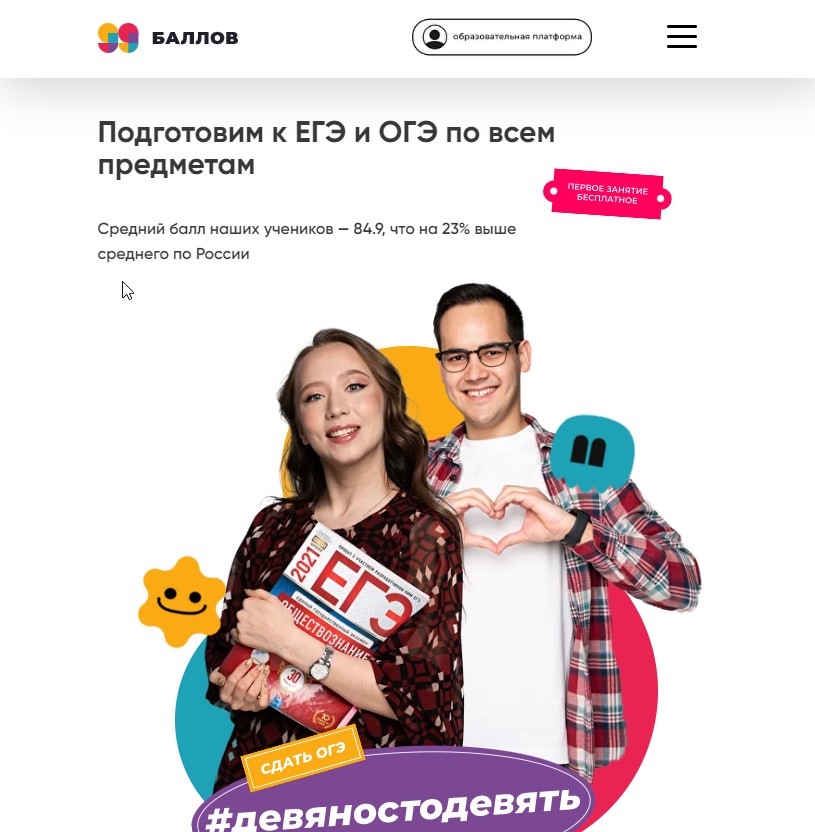 99 БАЛЛОВ
образовательная платформа
Подготовим к ЕГЭ и ОГЭ по всем
предметам
ПЕРВОЕ ЗАНЯТИЕ
БЕСПЛАТНОЕ
Средний балл наших учеников — 84.9, что на 23% выше
среднего по России
2021
ЕГЭ
ОБЩЕСТВОЗНАНИЕ
30
СДАТЬ ОГЭ
#девяностодевять